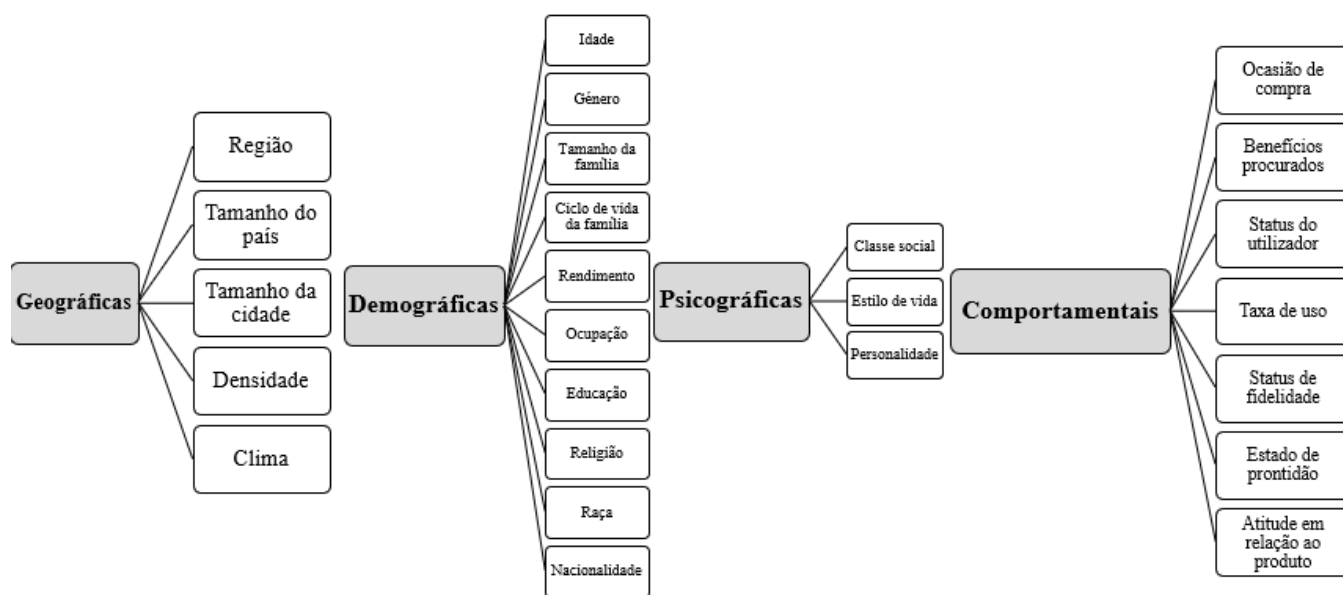 Geográficas
Região
Tamanho do
país
Tamanho da
cidade
Densidade
Clima
Demográficas
Idade
Género
Tamanho da
família
Ciclo de vida
da família
Rendimento
Ocupação
Educação
Religião
Raça
Nacionalidade
Psicográficas
Classe social
Estilo de vida
Personalidade
Comportamentais
Ocasião de
compra
Benefícios
procurados
Status do
utilizador
Taxa de uso
Status de
fidelidade
Estado de
prontidão
Atitude em
relação ao
produto